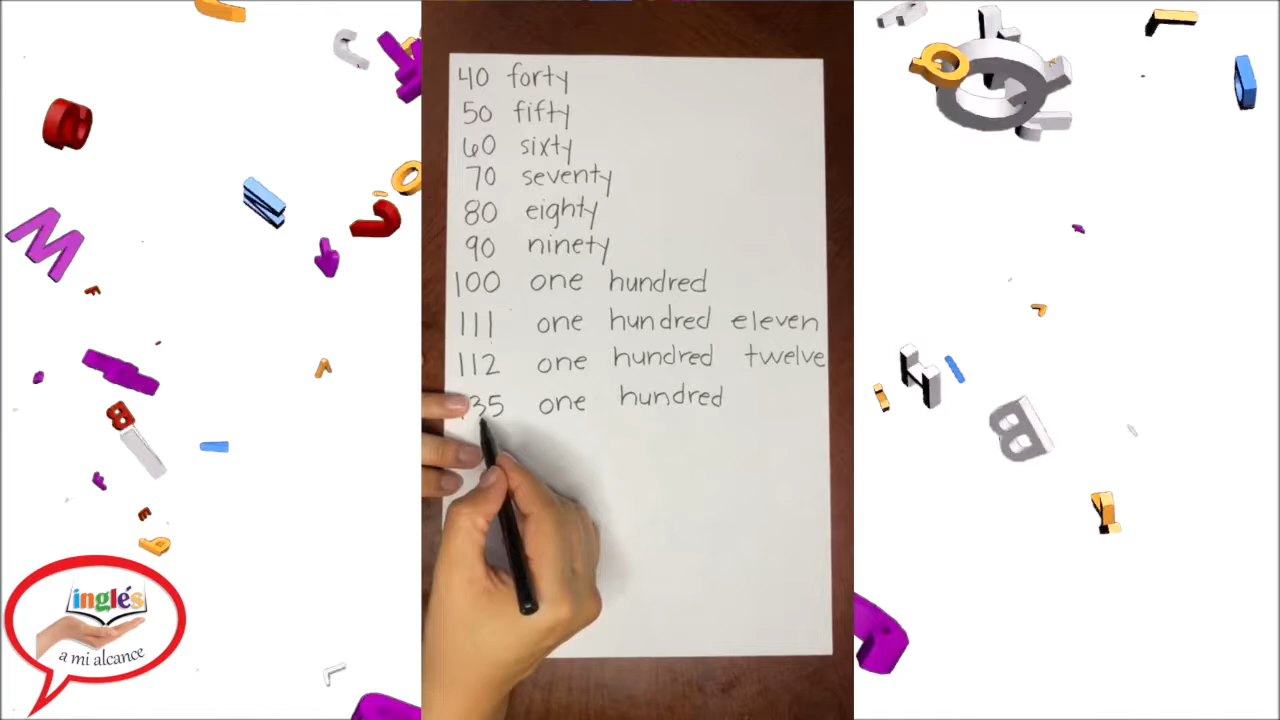 40 forty
50 fifty
60 sixty
70 seventy
80 eighty
90 ninety
100 one hundred
111 one hundred eleven
112 one hundred twelve
135 one hundred
inglés
a mi alcance